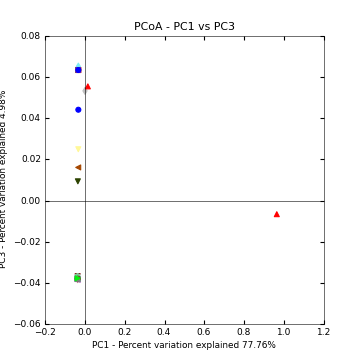 PCoA - PC1 vs PC3
0.08
0.06
0.04
0.02
0.00
−0.02
−0.04
−0.06
PC3 - Percent variation explained 4.98%
−0.2 0.0 0.2 0.4 0.6 0.8 1.0 1.2
PC1 - Percent variation explained 77.76%